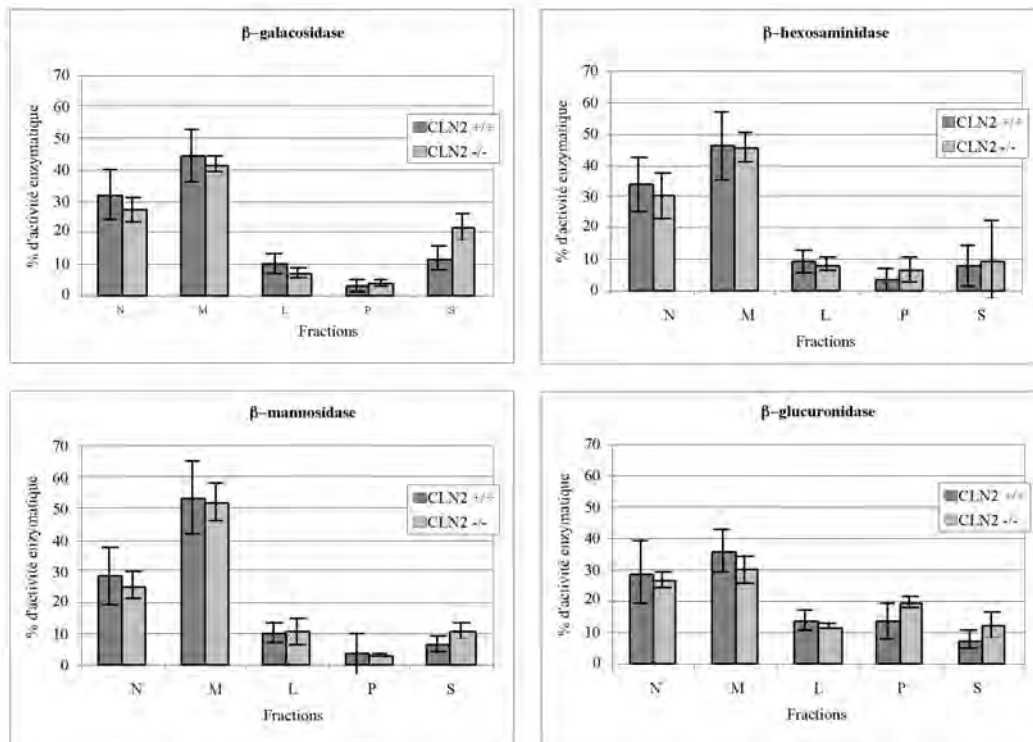 β–galacosidase
% d'activité enzymatique
70
60
50
40
30
20
10
0
CLN2 +/+
CLN2 -/-
N M L P S
Fractions
β–hexosaminidase
% d'activité enzymatique
70
60
50
40
30
20
10
0
CLN2 +/+
CLN2 -/-
N M L P S
Fractions
β–mannosidase
% d'activité enzymatique
70
60
50
40
30
20
10
0
CLN2 +/+
CLN2 -/-
N M L P S
Fractions
β–glucuronidase
% d'activité enzymatique
70
60
50
40
30
20
10
0
CLN2 +/+
CLN2 -/-
N M L P S
Fractions